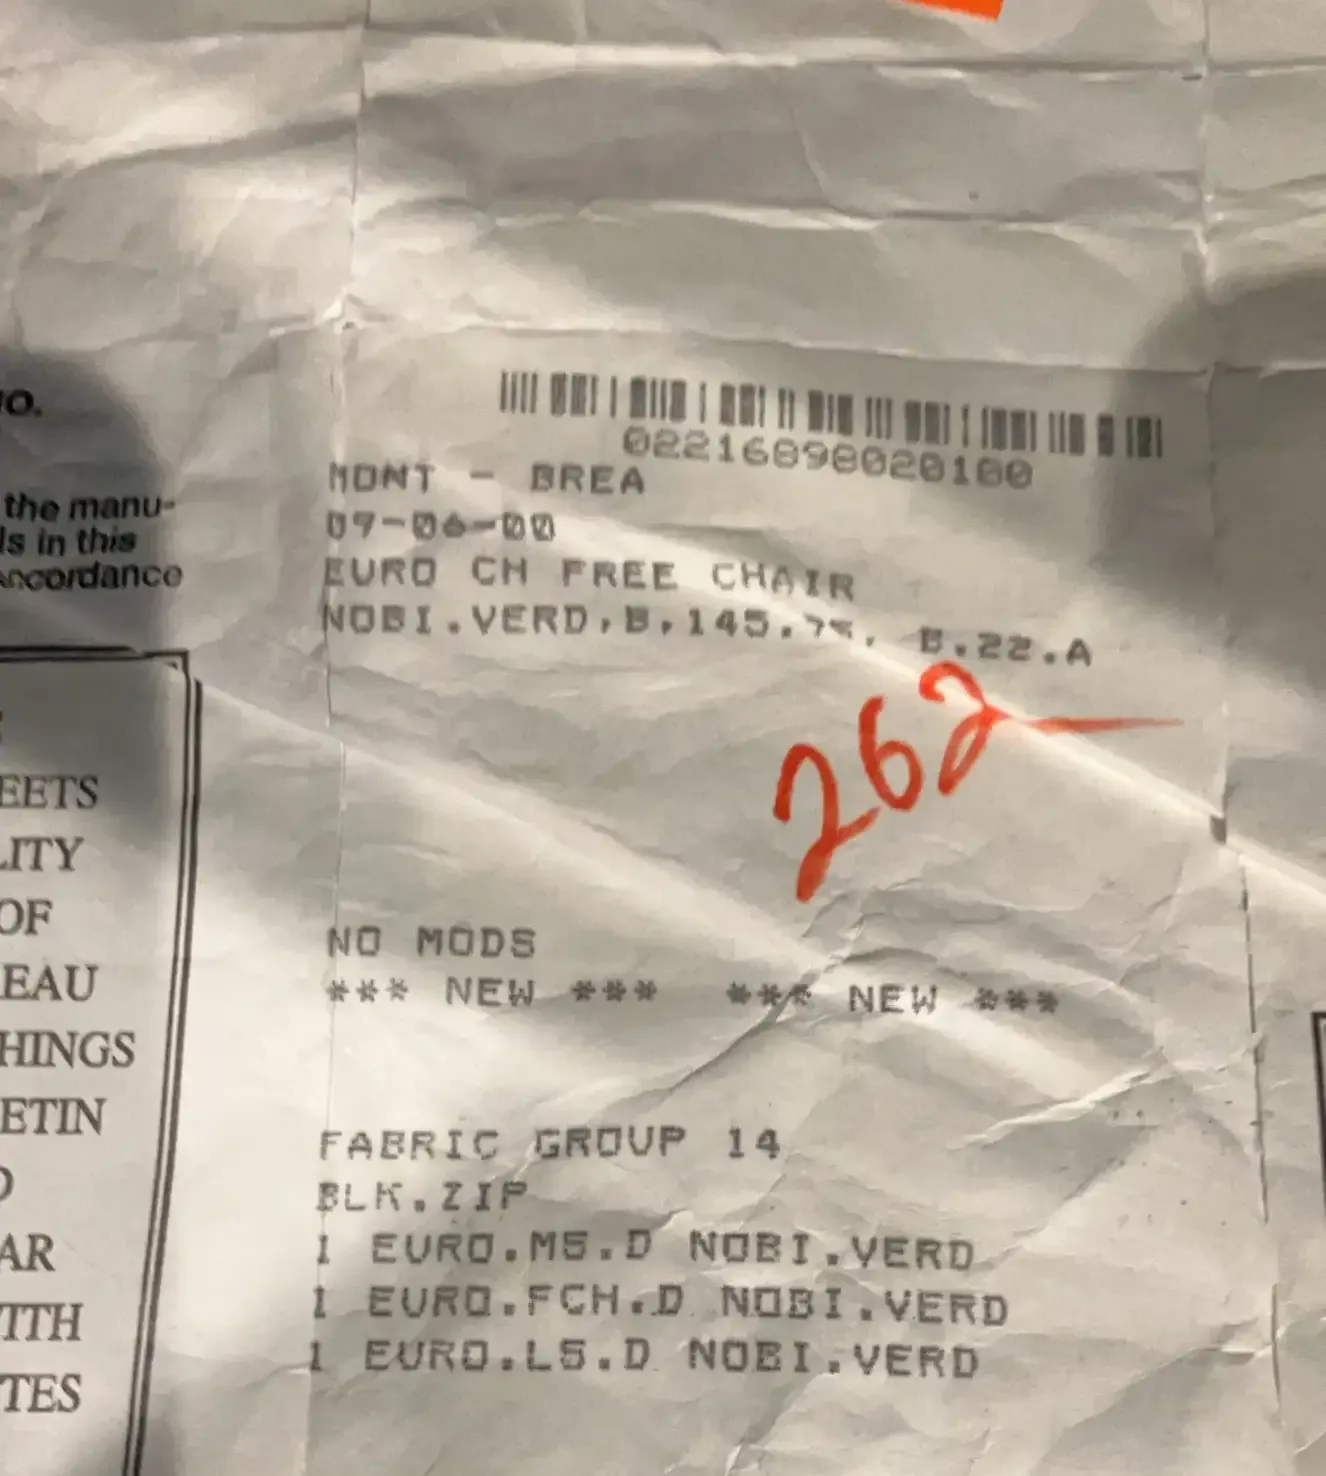 02216898020100
MONT - BREA
09-06-00
EURO CH FREE CHAIR
NOBI.VERD,B,145.75, B.22.A
262
NO MODS
*** NEW *** *** NEW ***
FABRIC GROUP 14
BLK.ZIP
1 EURO.MS.D NOBI.VERD
1 EURO.FCH.D NOBI.VERD
1 EURO.LS.D NOBI.VERD
the manu-
ls in this
accordance
EETS
LITY
OF
EAU
HINGS
ETIN
AR
ITH
TES